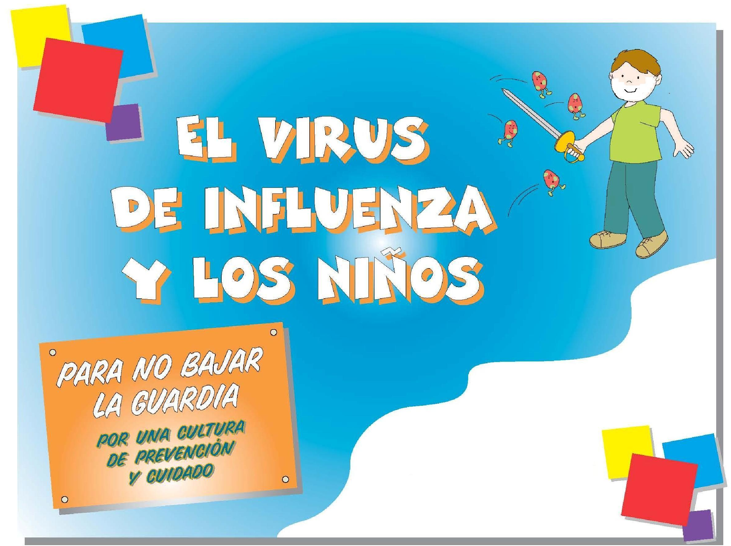 EL VIRUS
DE INFLUENZA
Y LOS NIÑOS
PARA NO BAJAR
LA GUARDIA
POR UNA CULTURA
DE PREVENCIÓN
Y CUIDADO